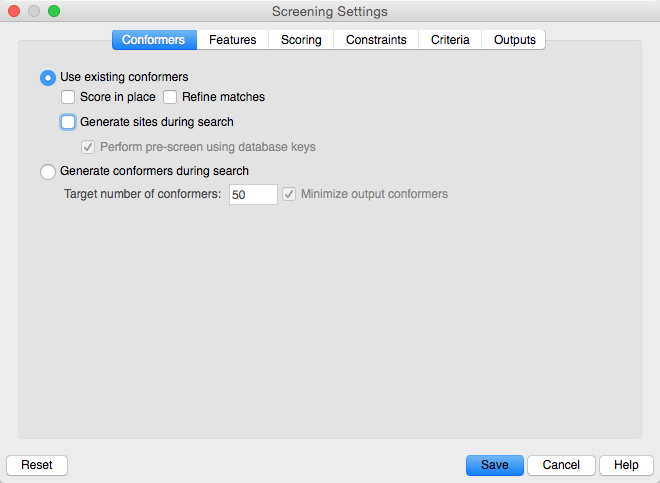 Screening Settings
Conformers Features Scoring Constraints Criteria Outputs
Use existing conformers
Score in place Refine matches
Generate sites during search
Perform pre-screen using database keys
Generate conformers during search
Target number of conformers: 50 Minimize output conformers
Reset Save Cancel Help